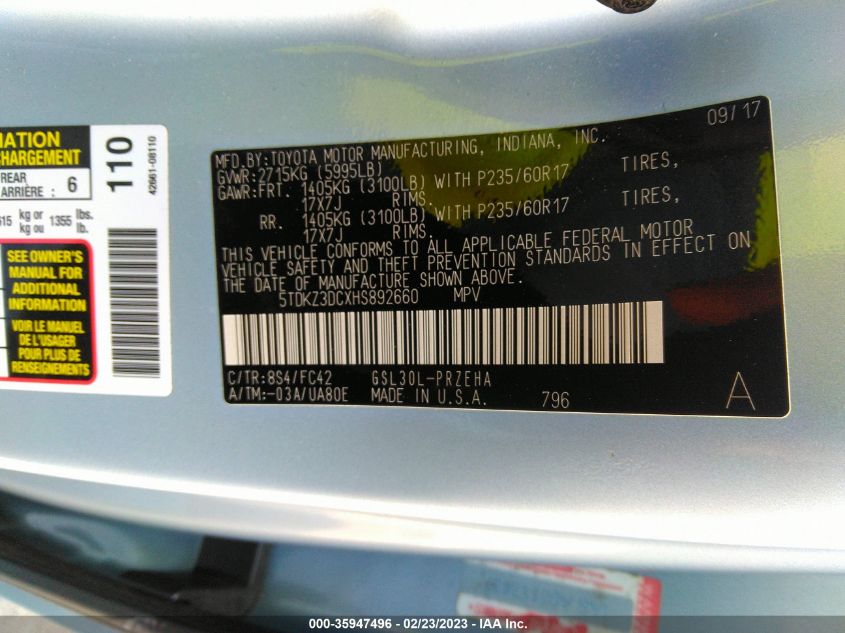 MATION
CHARGEMENT
REAR
ARRIÈRE : 6
615 kg or 1355 lbs.
kg ou lb.
SEE OWNER'S
MANUAL FOR
ADDITIONAL
INFORMATION
VOIR LE MANUEL
DE L'USAGER
POUR PLUS DE
RENSEIGNEMENTS
110
42661-08110
09/17
MFD.BY:TOYOTA MOTOR MANUFACTURING, INDIANA, INC.
GVWR:2715KG (5995LB)
GAWR:FRT. 1405KG (3100LB) WITH P235/60R17 TIRES,
17X7J RIMS.
RR. 1405KG (3100LB) WITH P235/60R17 TIRES,
17X7J RIMS.
THIS VEHICLE CONFORMS TO ALL APPLICABLE FEDERAL MOTOR
VEHICLE SAFETY AND THEFT PREVENTION STANDARDS IN EFFECT ON
THE DATE OF MANUFACTURE SHOWN ABOVE.
5TDKZ3DCXHS892660 MPV
C/TR:8S4/FC42 GSL30L-PRZEHA
A/TM:-03A/UA80E MADE IN U.S.A. 796 A
000-35947496 - 02/23/2023 - IAA Inc.